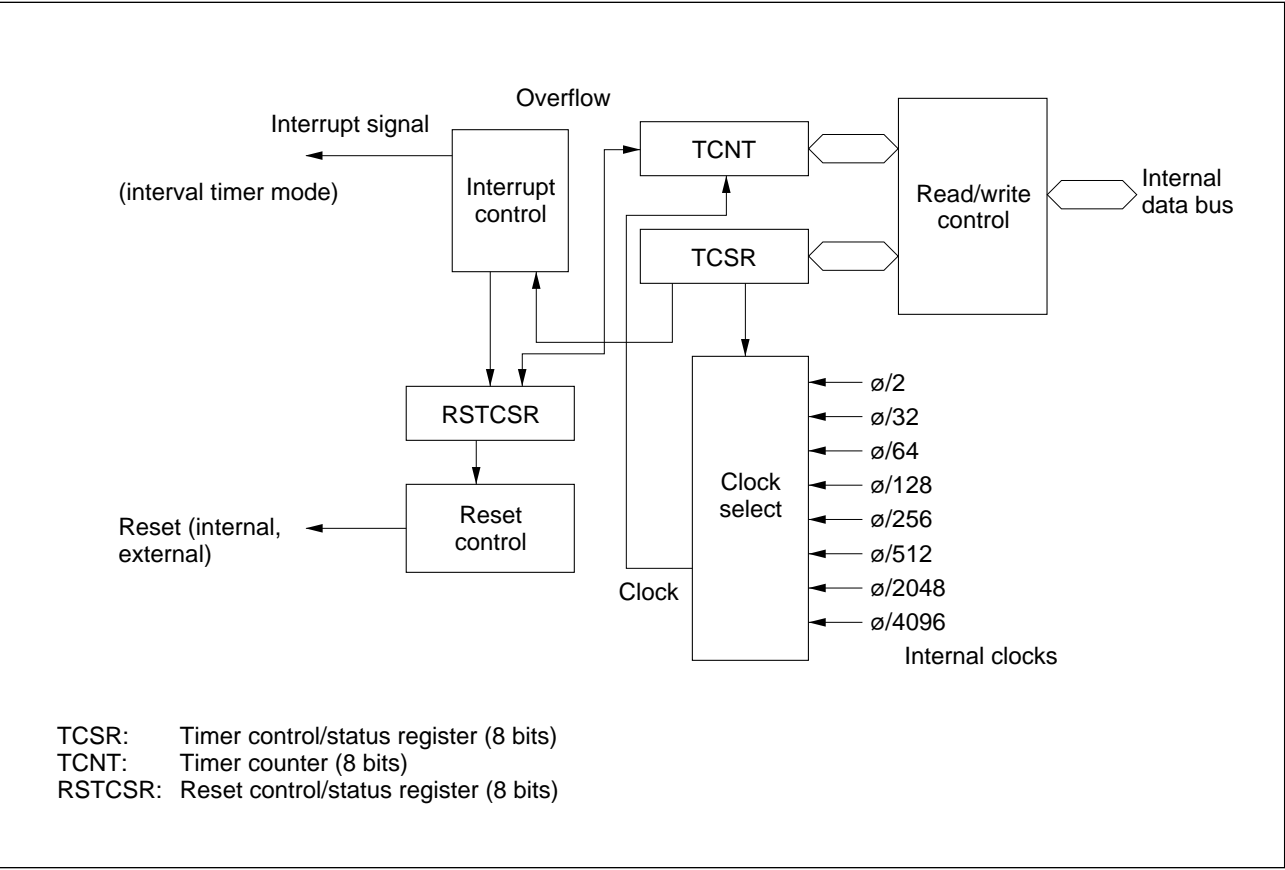 Overflow
Interrupt signal
(interval timer mode)
Interrupt
control
TCNT
TCSR
Read/write
control
Internal
data bus
RSTCSR
Reset
control
Reset (internal,
external)
Clock
select
Clock
ø/2
ø/32
ø/64
ø/128
ø/256
ø/512
ø/2048
ø/4096
Internal clocks
TCSR: Timer control/status register (8 bits)
TCNT: Timer counter (8 bits)
RSTCSR: Reset control/status register (8 bits)